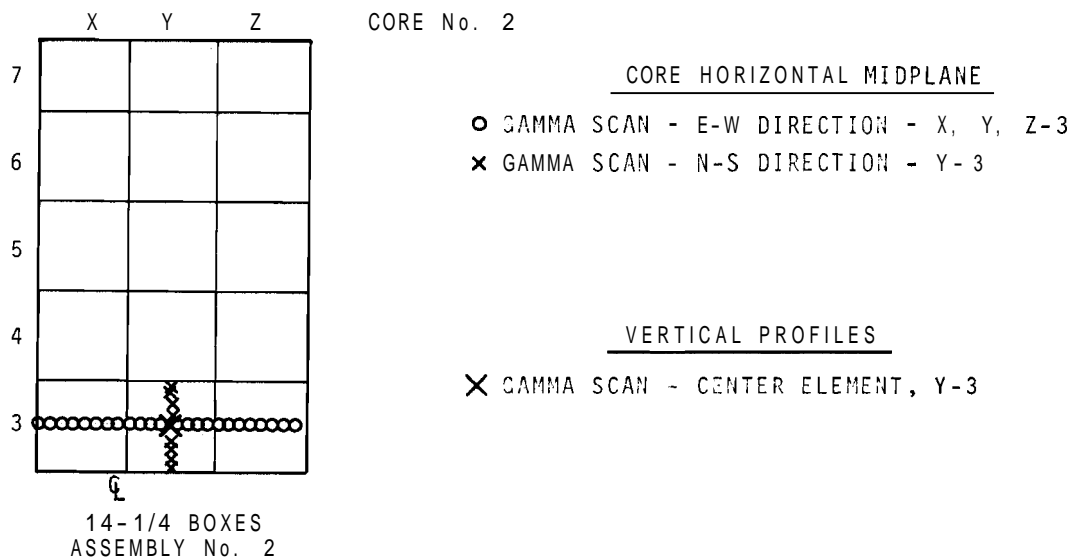 X Y Z CORE No. 2
7
CORE HORIZONTAL MIDPLANE
O GAMMA SCAN - E-W DIRECTION - X, Y, Z-3
6
X GAMMA SCAN - N-S DIRECTION - Y-3
5
4
VERTICAL PROFILES
X GAMMA SCAN - CENTER ELEMENT, Y-3
3
℄
14-1/4 BOXES
ASSEMBLY No. 2